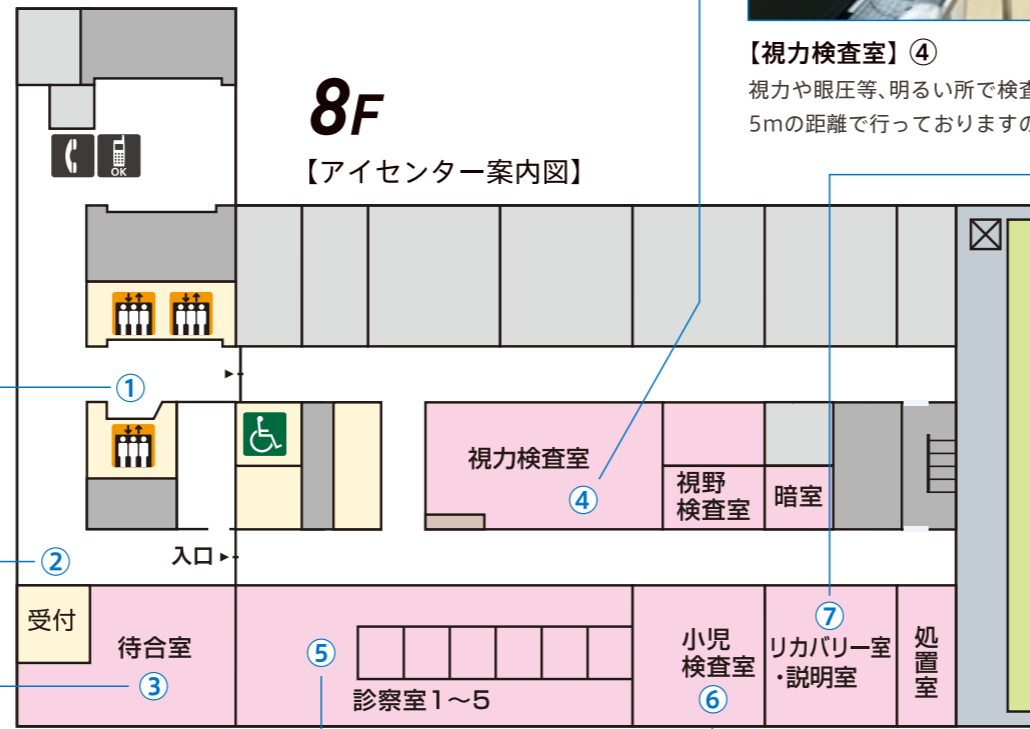 【視力検査室】④
視力や眼圧等、明るい所で検査
5mの距離で行っておりますの
8F
【アイセンター案内図】
OK
①
視力検査室
④
視野
検査室
暗室
②
入口
受付
待合室
③
⑤
診察室1〜5
小児
検査室
⑥
⑦
リカバリー室
・説明室
処置室